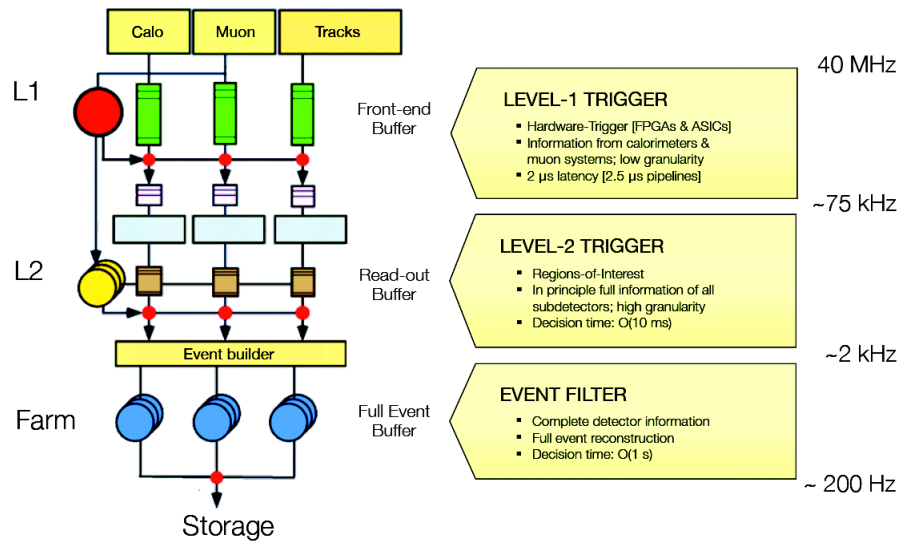 Calo
Muon
Tracks
L1
Front-end
Buffer
40 MHz
LEVEL-1 TRIGGER
▪ Hardware-Trigger [FPGAs & ASICs]
▪ Information from calorimeters &
muon systems; low granularity
▪ 2 µs latency [2.5 µs pipelines]
~75 kHz
L2
Read-out
Buffer
LEVEL-2 TRIGGER
▪ Regions-of-Interest
▪ In principle full information of all
subdetectors; high granularity
▪ Decision time: O(10 ms)
~2 kHz
Event builder
Farm
Full Event
Buffer
EVENT FILTER
▪ Complete detector information
▪ Full event reconstruction
▪ Decision time: O(1 s)
~ 200 Hz
Storage